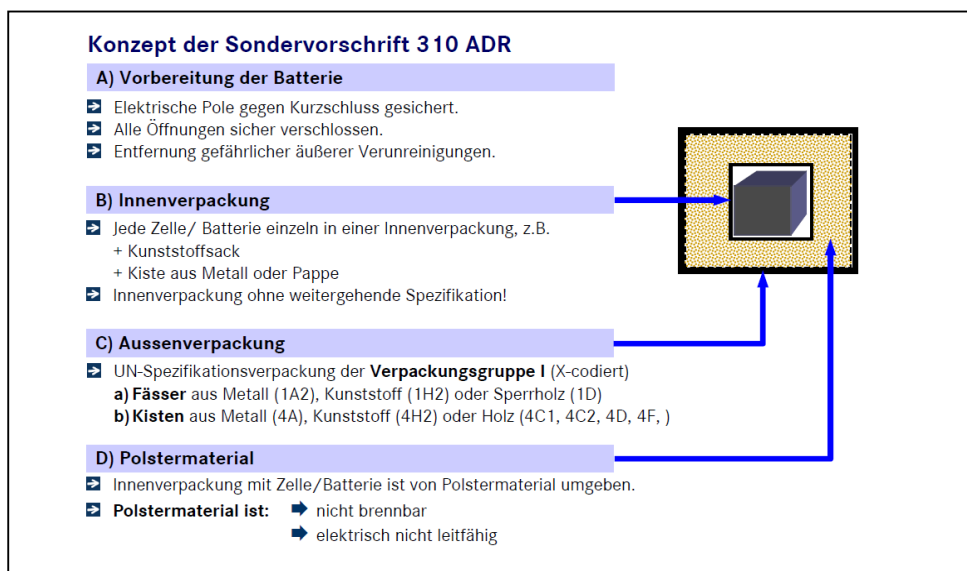 Konzept der Sondervorschrift 310 ADR
A) Vorbereitung der Batterie
Elektrische Pole gegen Kurzschluss gesichert.
Alle Öffnungen sicher verschlossen.
Entfernung gefährlicher äußerer Verunreinigungen.
B) Innenverpackung
Jede Zelle/ Batterie einzeln in einer Innenverpackung, z.B.
+ Kunststoffsack
+ Kiste aus Metall oder Pappe
Innenverpackung ohne weitergehende Spezifikation!
C) Aussenverpackung
UN-Spezifikationsverpackung der Verpackungsgruppe I (X-codiert)
a) Fässer aus Metall (1A2), Kunststoff (1H2) oder Sperrholz (1D)
b) Kisten aus Metall (4A), Kunststoff (4H2) oder Holz (4C1, 4C2, 4D, 4F, )
D) Polstermaterial
Innenverpackung mit Zelle/Batterie ist von Polstermaterial umgeben.
Polstermaterial ist: nicht brennbar
elektrisch nicht leitfähig